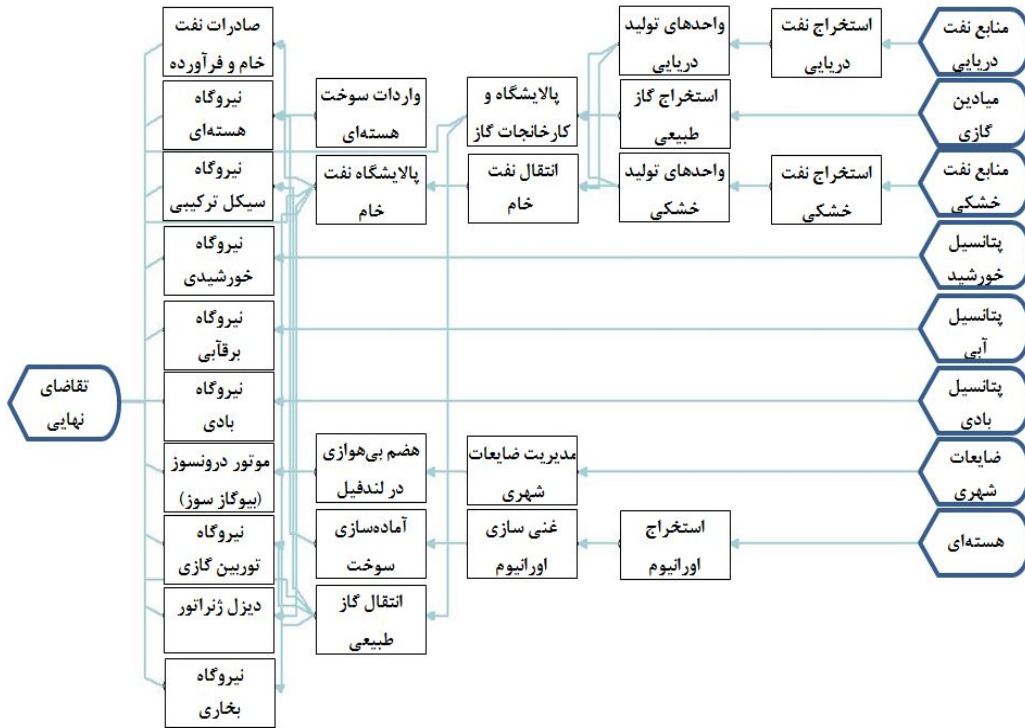 منابع نفت
دریایی
میادین
گازی
منابع نفت
خشکی
پتانسیل
خورشید
پتانسیل
آبی
پتانسیل
بادی
ضایعات
شهری
هسته‌ای
استخراج نفت
دریایی
استخراج نفت
خشکی
واحدهای تولید
دریایی
استخراج گاز
طبیعی
واحدهای تولید
خشکی
استخراج
اورانیوم
پالایشگاه و
کارخانجات گاز
انتقال نفت
خام
مدیریت ضایعات
شهری
غنی سازی
اورانیوم
واردات سوخت
هسته‌ای
پالایشگاه نفت
خام
هضم بی‌هوازی
در لندفیل
آماده‌سازی
سوخت
انتقال گاز
طبیعی
صادرات نفت
خام و فرآورده
نیروگاه
هسته‌ای
نیروگاه
سیکل ترکیبی
نیروگاه
خورشیدی
نیروگاه
برقآبی
نیروگاه
بادی
موتور درونسوز
(بیوگاز سوز)
نیروگاه
توربین گازی
دیزل ژنراتور
نیروگاه
بخاری
تقاضای
نهایی